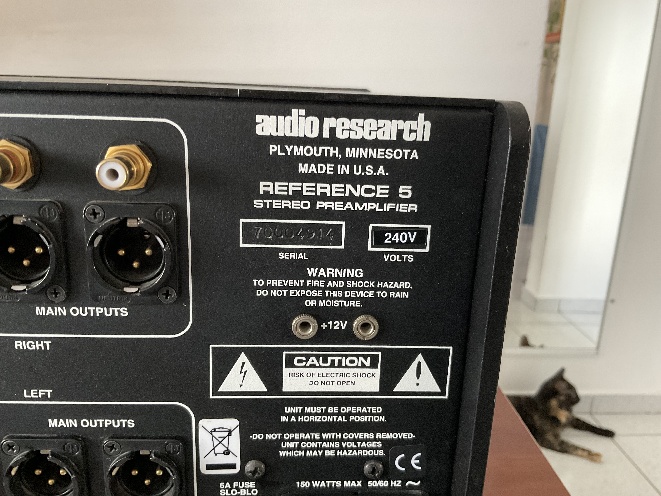 audio research
PLYMOUTH, MINNESOTA
MADE IN U.S.A.
REFERENCE 5
STEREO PREAMPLIFIER
240V
SERIAL
VOLTS
WARNING
TO PREVENT FIRE AND SHOCK HAZARD,
DO NOT EXPOSE THIS DEVICE TO RAIN
OR MOISTURE.
+12V
MAIN OUTPUTS
RIGHT
CAUTION
RISK OF ELECTRIC SHOCK
DO NOT OPEN
LEFT
MAIN OUTPUTS
UNIT MUST BE OPERATED
IN A HORIZONTAL POSITION.
-DO NOT OPERATE WITH COVERS REMOVED-
UNIT CONTAINS VOLTAGES
WHICH MAY BE HAZARDOUS.
CE
6A FUSE
SLO-BLO
150 WATTS MAX 50/60 HZ ~